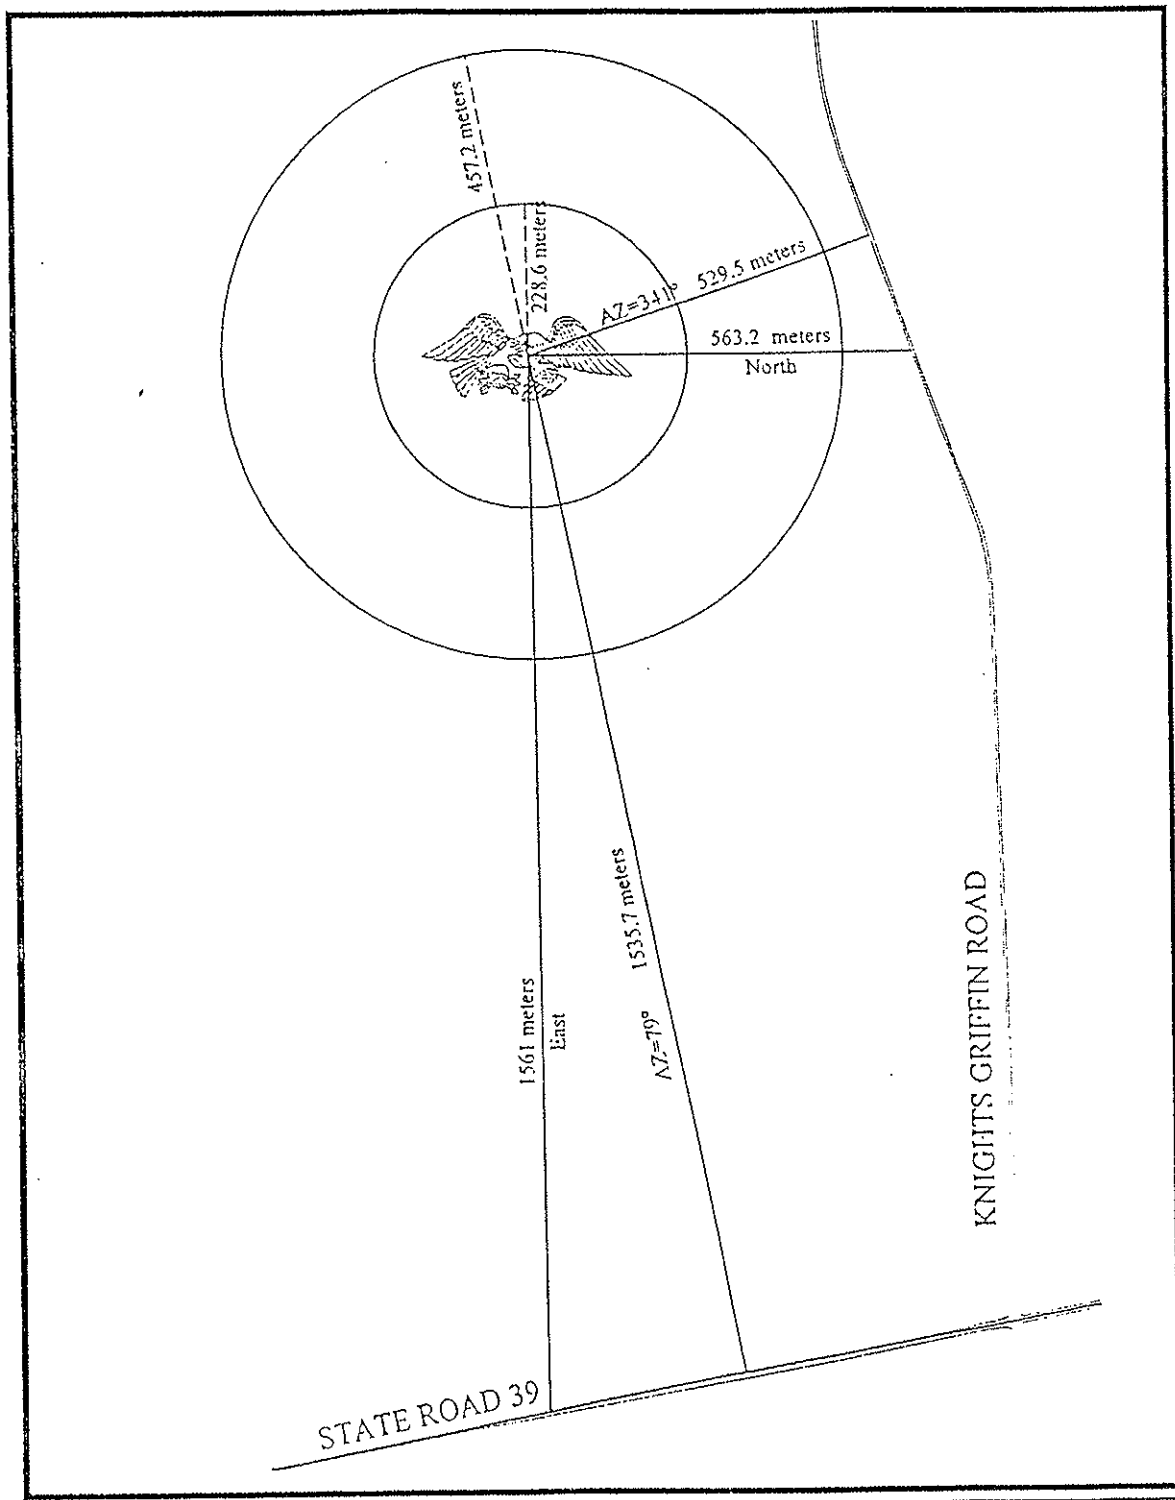 457.2 meters
228.6 meters
AZ=341° 529.5 meters
563.2 meters
North
1561 meters
East
AZ=79° 1535.7 meters
KNIGHTS GRIFFIN ROAD
STATE ROAD 39